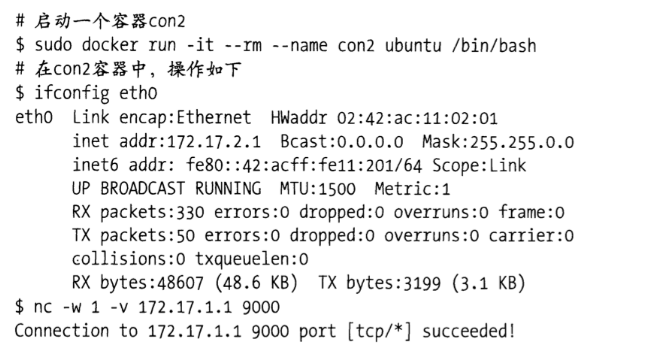 # 启动一个容器con2
$ sudo docker run -it --rm --name con2 ubuntu /bin/bash
# 在con2容器中，操作如下
$ ifconfig eth0
eth0  Link encap:Ethernet  HWaddr 02:42:ac:11:02:01
inet addr:172.17.2.1  Bcast:0.0.0.0  Mask:255.255.0.0
inet6 addr: fe80::42:acff:fe11:201/64 Scope:Link
UP BROADCAST RUNNING  MTU:1500  Metric:1
RX packets:330 errors:0 dropped:0 overruns:0 frame:0
TX packets:50 errors:0 dropped:0 overruns:0 carrier:0
collisions:0 txqueuelen:0
RX bytes:48607 (48.6 KB)  TX bytes:3199 (3.1 KB)
$ nc -w 1 -v 172.17.1.1 9000
Connection to 172.17.1.1 9000 port [tcp/*] succeeded!